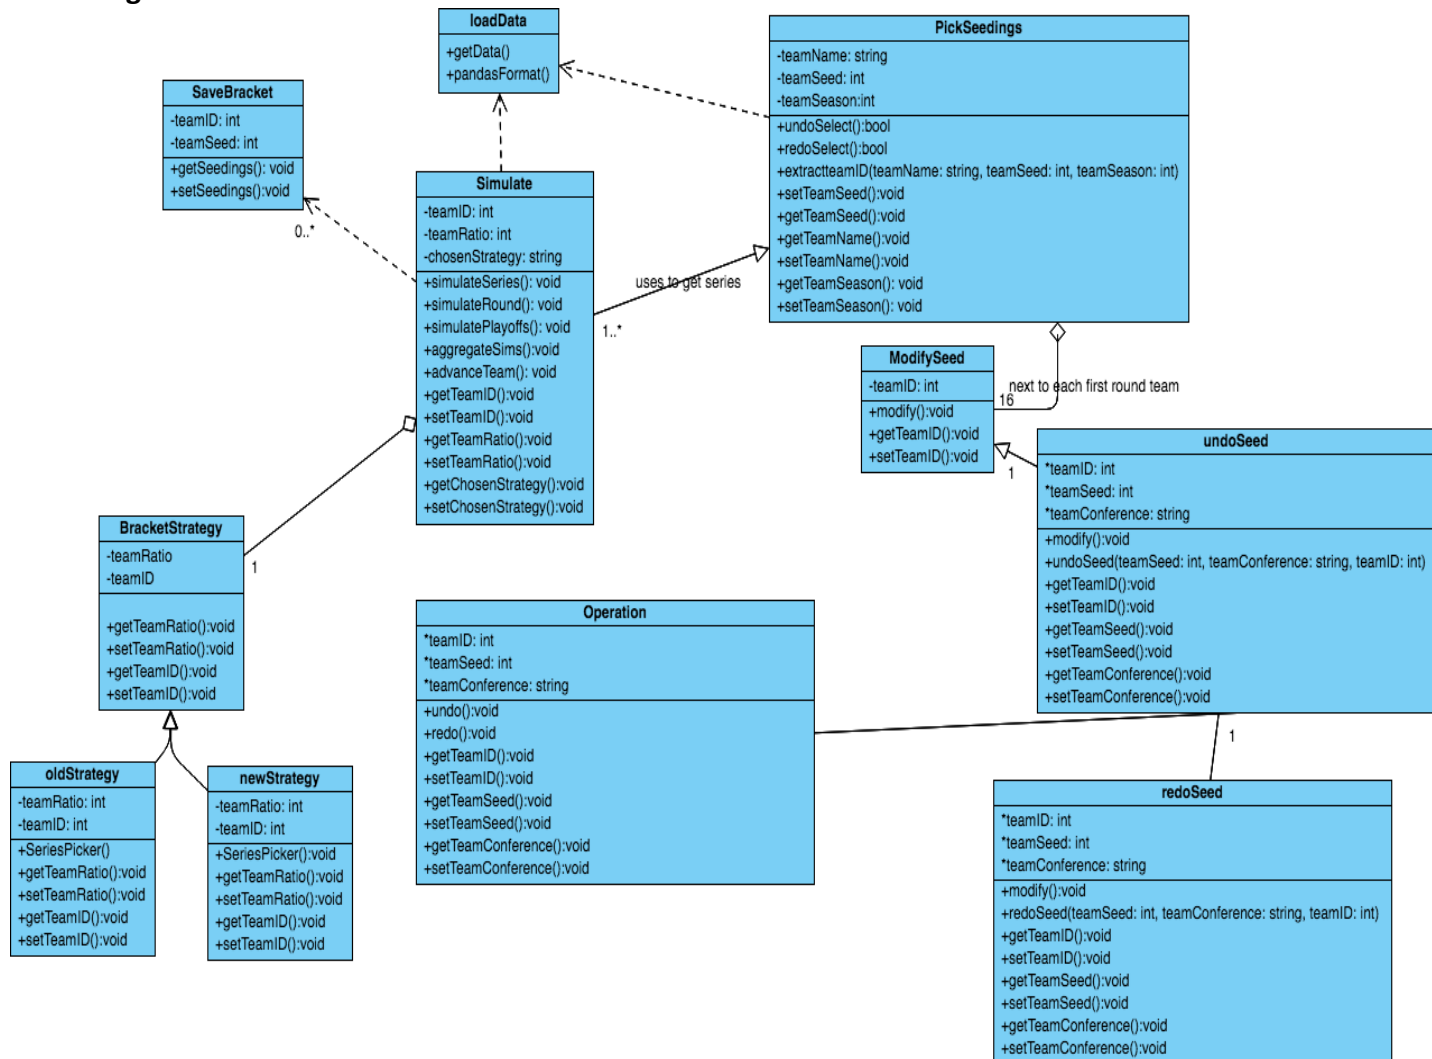 loadData
+getData()
+pandasFormat()
PickSeedings
-teamName: string
-teamSeed: int
-teamSeason:int
+undoSelect():bool
+redoSelect():bool
+extractteamID(teamName: string, teamSeed: int, teamSeason: int)
+setTeamSeed():void
+getTeamSeed():void
+getTeamName():void
+setTeamName():void
+getTeamSeason(): void
+setTeamSeason(): void
SaveBracket
-teamID: int
-teamSeed: int
+getSeedings(): void
+setSeedings():void
0..*
Simulate
-teamID: int
-teamRatio: int
-chosenStrategy: string
+simulateSeries(): void
+simulateRound(): void
+simulatePlayoffs(): void
+aggregateSims():void
+advanceTeam(): void
+getTeamID():void
+setTeamID():void
+getTeamRatio():void
+setTeamRatio():void
+getChosenStrategy():void
+setChosenStrategy():void
uses to get series
1..*
ModifySeed
-teamID: int
+modify():void
+getTeamID():void
+setTeamID():void
next to each first round team
16
1
undoSeed
*teamID: int
*teamSeed: int
*teamConference: string
+modify():void
+undoSeed(teamSeed: int, teamConference: string, teamID: int)
+getTeamID():void
+setTeamID():void
+getTeamSeed():void
+setTeamSeed():void
+getTeamConference():void
+setTeamConference():void
BracketStrategy
-teamRatio
-teamID
+getTeamRatio():void
+setTeamRatio():void
+getTeamID():void
+setTeamID():void
1
Operation
*teamID: int
*teamSeed: int
*teamConference: string
+undo():void
+redo():void
+getTeamID():void
+setTeamID():void
+getTeamSeed():void
+setTeamSeed():void
+getTeamConference():void
+setTeamConference():void
1
oldStrategy
-teamRatio: int
-teamID: int
+SeriesPicker()
+getTeamRatio():void
+setTeamRatio():void
+getTeamID():void
+setTeamID():void
newStrategy
-teamRatio: int
-teamID: int
+SeriesPicker():void
+getTeamRatio():void
+setTeamRatio():void
+getTeamID():void
+setTeamID():void
redoSeed
*teamID: int
*teamSeed: int
*teamConference: string
+modify():void
+redoSeed(teamSeed: int, teamConference: string, teamID: int)
+getTeamID():void
+setTeamID():void
+getTeamSeed():void
+setTeamSeed():void
+getTeamConference():void
+setTeamConference():void